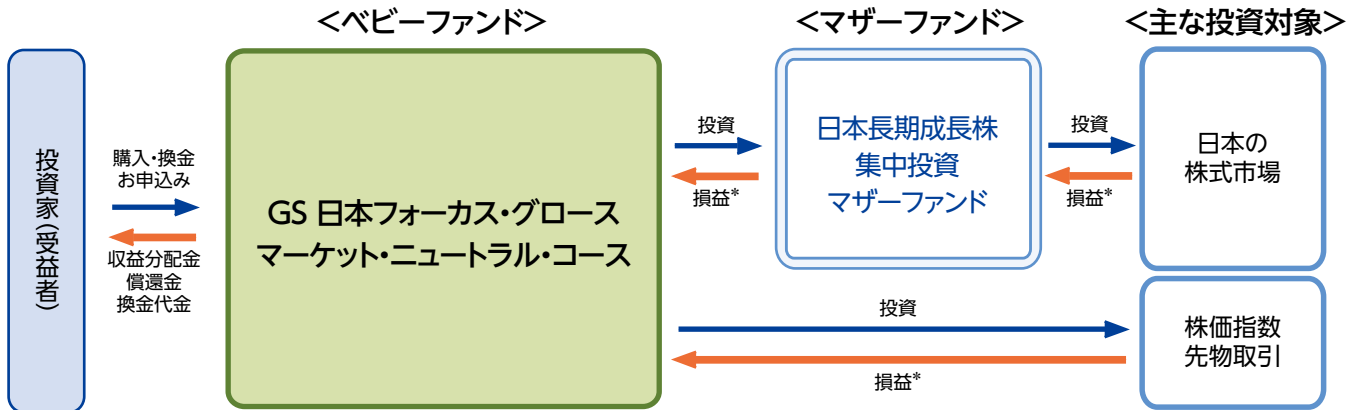 <ベビーファンド>
<マザーファンド>
<主な投資対象>
投資家(受益者)
購入・換金
お申込み
収益分配金
償還金
換金代金
GS 日本フォーカス・グロース
マーケット・ニュートラル・コース
投資
損益*
日本長期成長株
集中投資
マザーファンド
投資
損益*
日本の
株式市場
投資
損益*
株価指数
先物取引